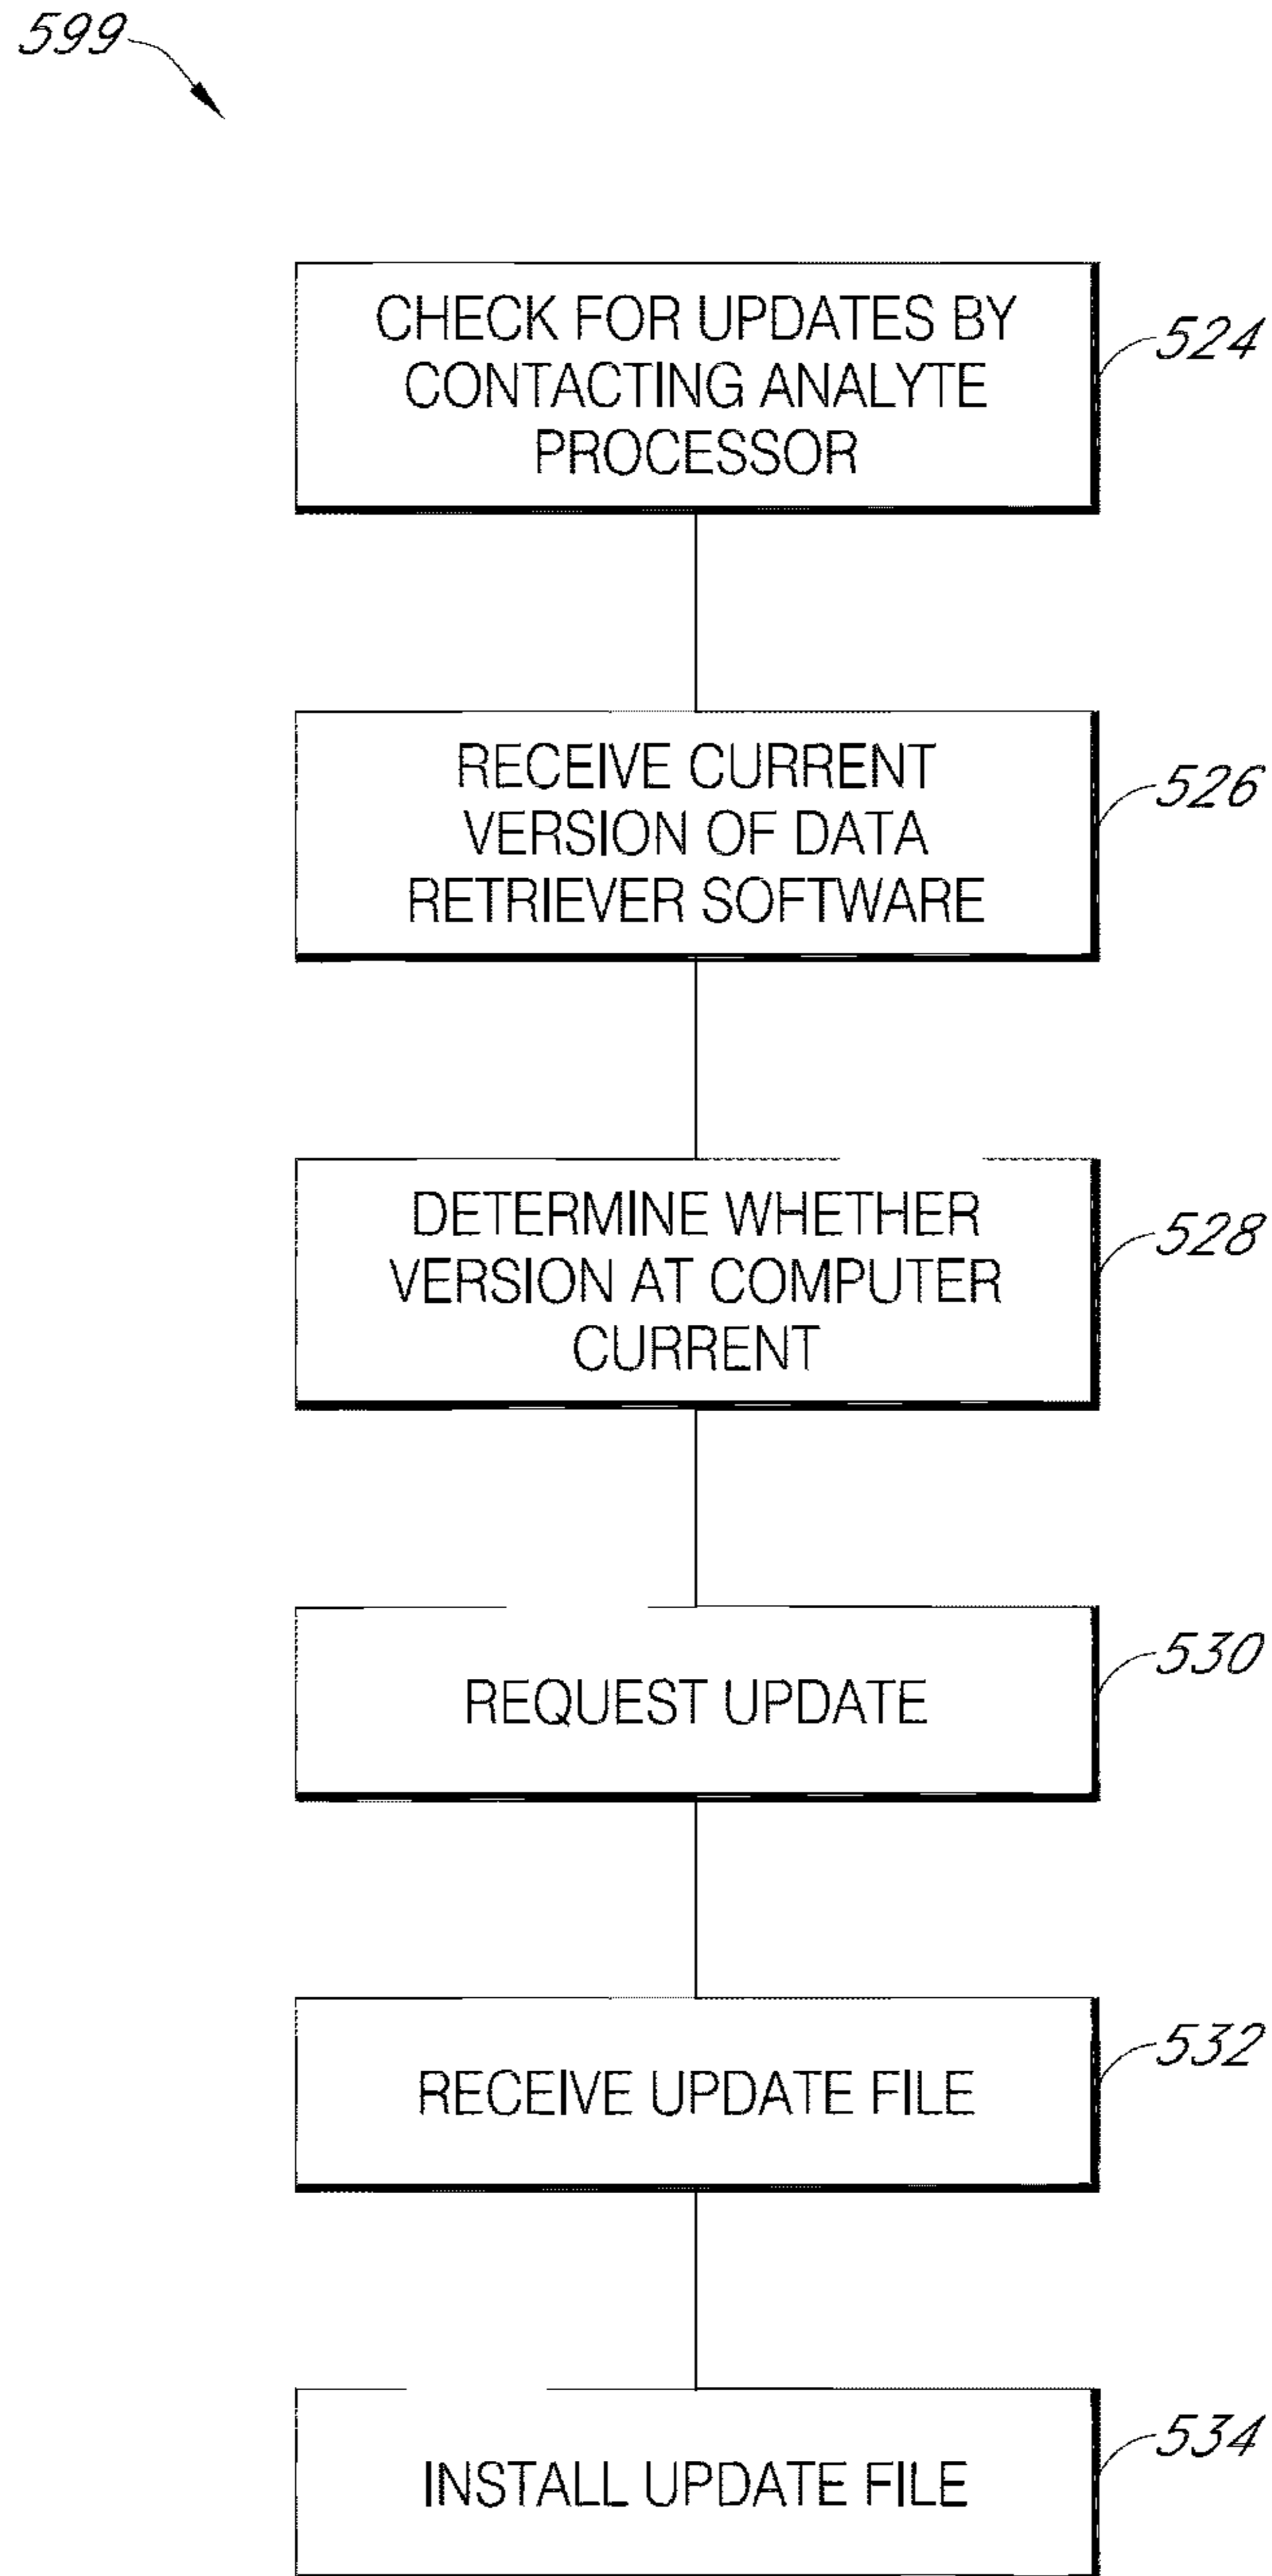 599
CHECK FOR UPDATES BY
CONTACTING ANALYTE
PROCESSOR
524
RECEIVE CURRENT
VERSION OF DATA
RETRIEVER SOFTWARE
526
DETERMINE WHETHER
VERSION AT COMPUTER
CURRENT
528
REQUEST UPDATE
530
RECEIVE UPDATE FILE
532
INSTALL UPDATE FILE
534